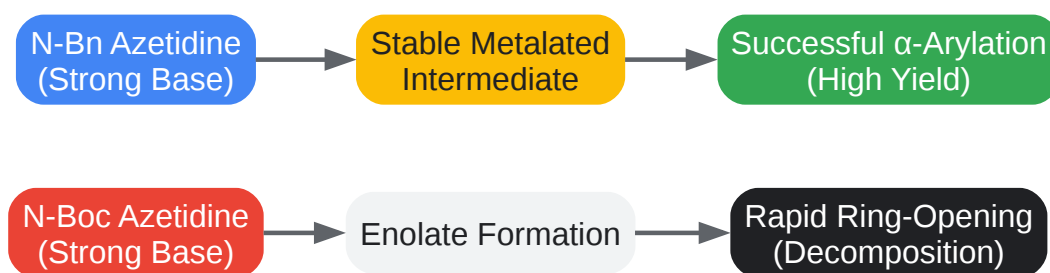 N-Bn Azetidine
(Strong Base)
Stable Metalated
Intermediate
Successful α-Arylation
(High Yield)
N-Boc Azetidine
(Strong Base)
Enolate Formation
Rapid Ring-Opening
(Decomposition)